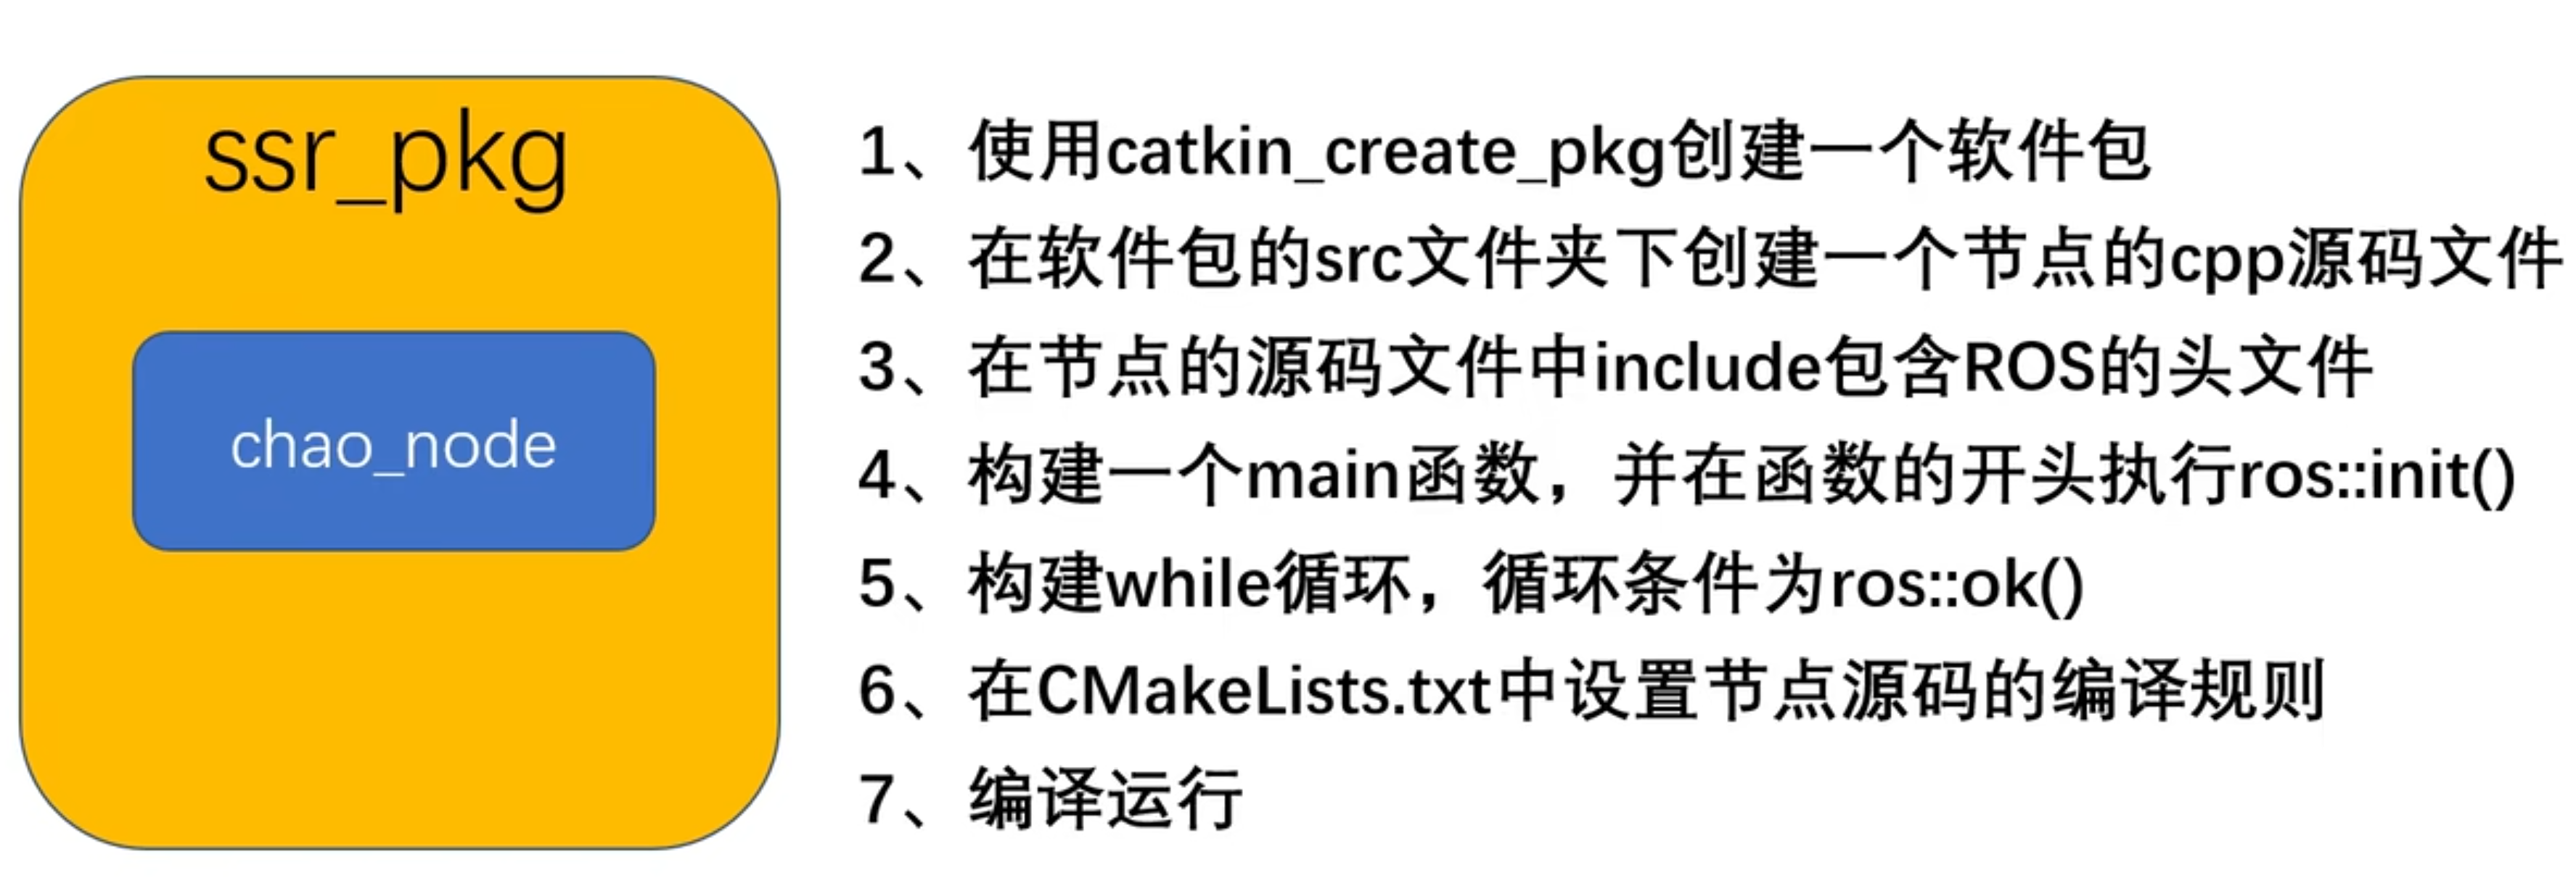 ssr_pkg
chao_node
1、使用catkin_create_pkg创建一个软件包
2、在软件包的src文件夹下创建一个节点的cpp源码文件
3、在节点的源码文件中include包含ROS的头文件
4、构建一个main函数，并在函数的开头执行ros::init()
5、构建while循环，循环条件为ros::ok()
6、在CMakeLists.txt中设置节点源码的编译规则
7、编译运行